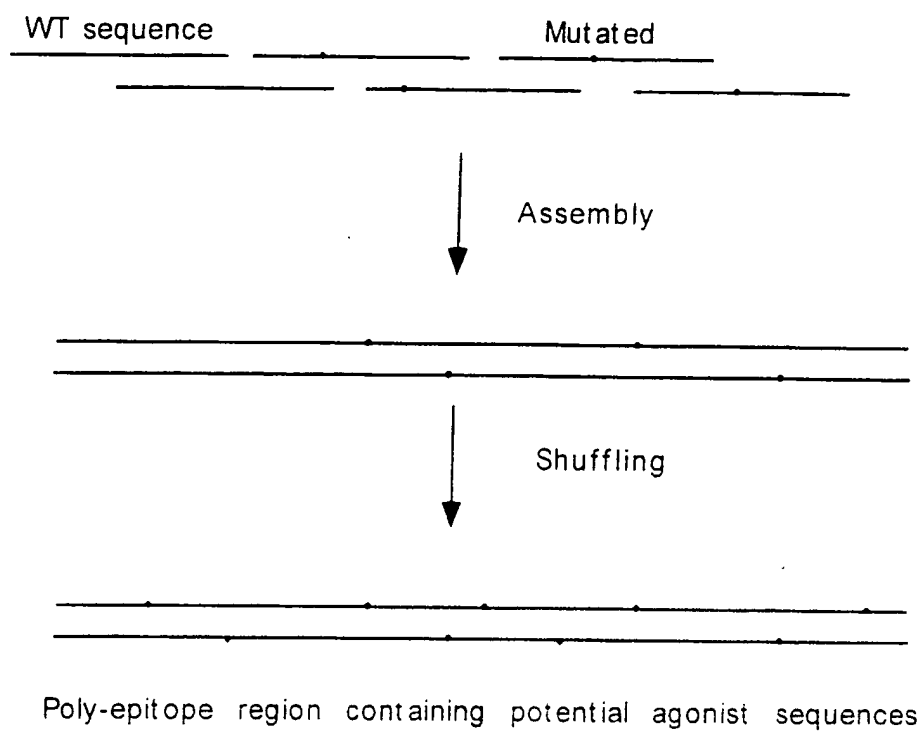 WT sequence
Mutated
Assembly
Shuffling
Poly-epitope region containing potential agonist sequences